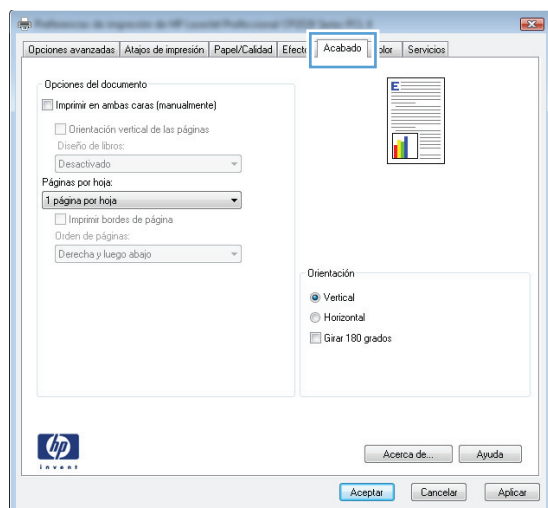 Opciones avanzadas Atajos de impresión Papel/Calidad Acabado Servicios
Opciones del documento
Imprimir en ambas caras (manualmente)
Orientación vertical de las páginas
Diseño de libros:
Desactivado
Páginas por hoja:
1 página por hoja
Imprimir bordes de página
Orden de páginas:
Derecha y luego abajo
E
Orientación
Vertical
Horizontal
Girar 180 grados
hp
invent
Acerca de... Ayuda
Aceptar Cancelar Aplicar